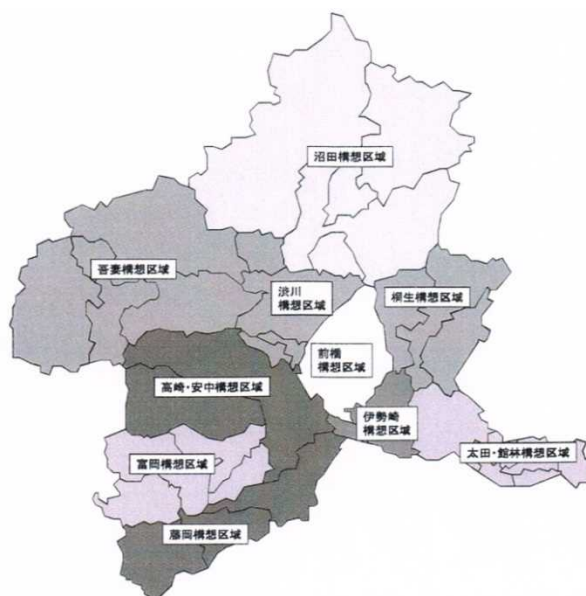 沼田構想区域
吾妻構想区域
渋川
構想区域
桐生構想区域
前橋
構想区域
高崎・安中構想区域
伊勢崎
構想区域
太田・館林構想区域
富岡構想区域
藤岡構想区域